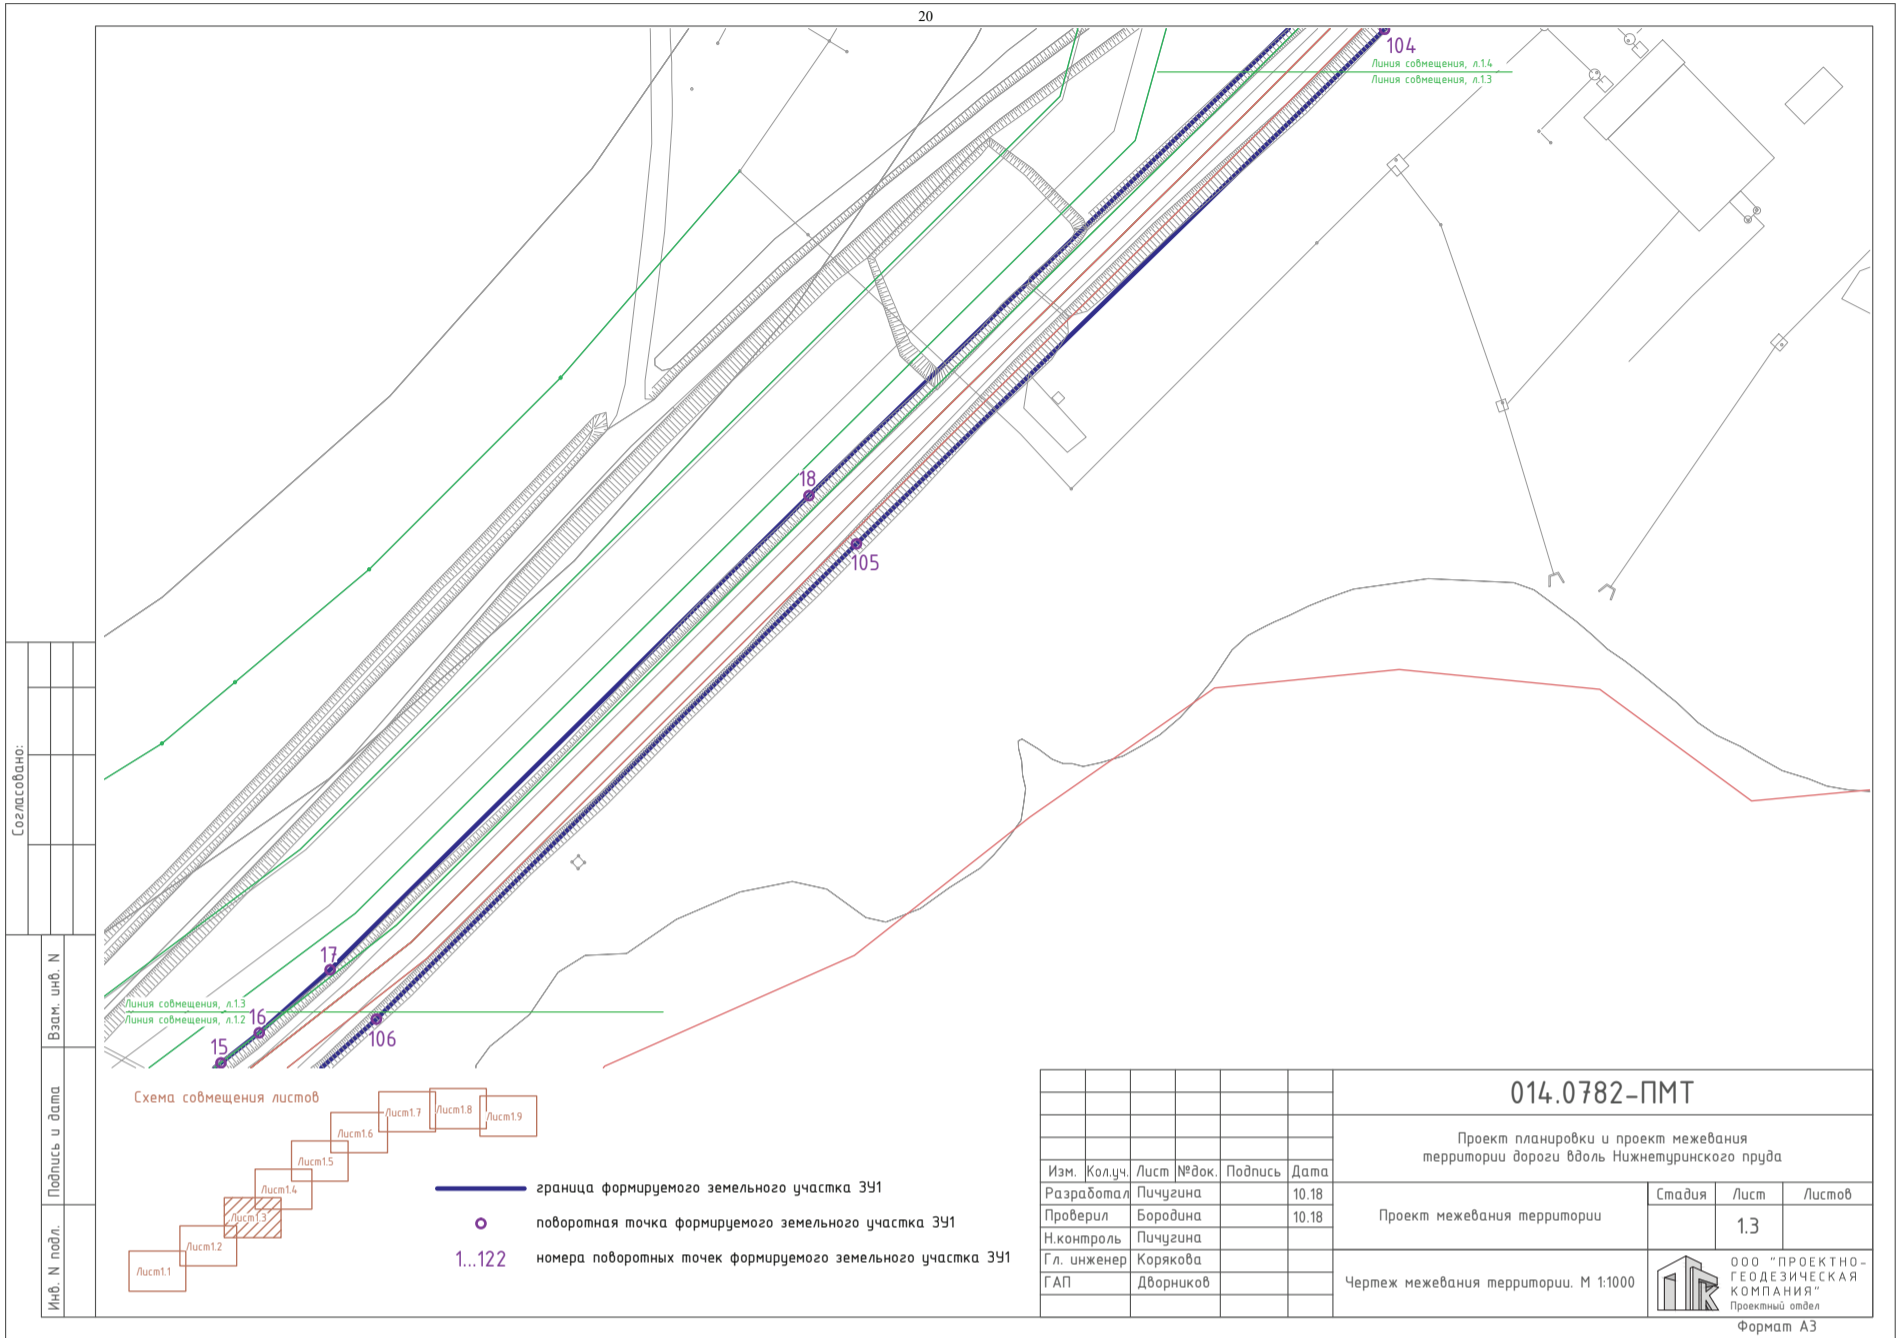 20
104
Линия совмещения, л.1.4
Линия совмещения, л.1.3
18
105
17
Линия совмещения, л.1.3
Линия совмещения, л.1.2
16
15
106
Согласовано:
Взам. инв. N
Подпись и дата
Инв. N подл.
Схема совмещения листов
Лист1.1
Лист1.2
Лист1.3
Лист1.4
Лист1.5
Лист1.6
Лист1.7
Лист1.8
Лист1.9
граница формируемого земельного участка ЗУ1
поворотная точка формируемого земельного участка ЗУ1
1...122 номера поворотных точек формируемого земельного участка ЗУ1
014.0782-ПМТ
Проект планировки и проект межевания
территории дороги вдоль Нижнетуринского пруда
Изм. Кол.уч. Лист №док. Подпись Дата
Разработал Пичугина 10.18
Проверил Бородина 10.18
Н.контроль Пичугина
Гл. инженер Корякова
ГАП Дворников
Проект межевания территории
Стадия Лист Листов
1.3
Чертеж межевания территории. М 1:1000
ООО "ПРОЕКТНО-
ГЕОДЕЗИЧЕСКАЯ
КОМПАНИЯ"
Проектный отдел
Формат А3